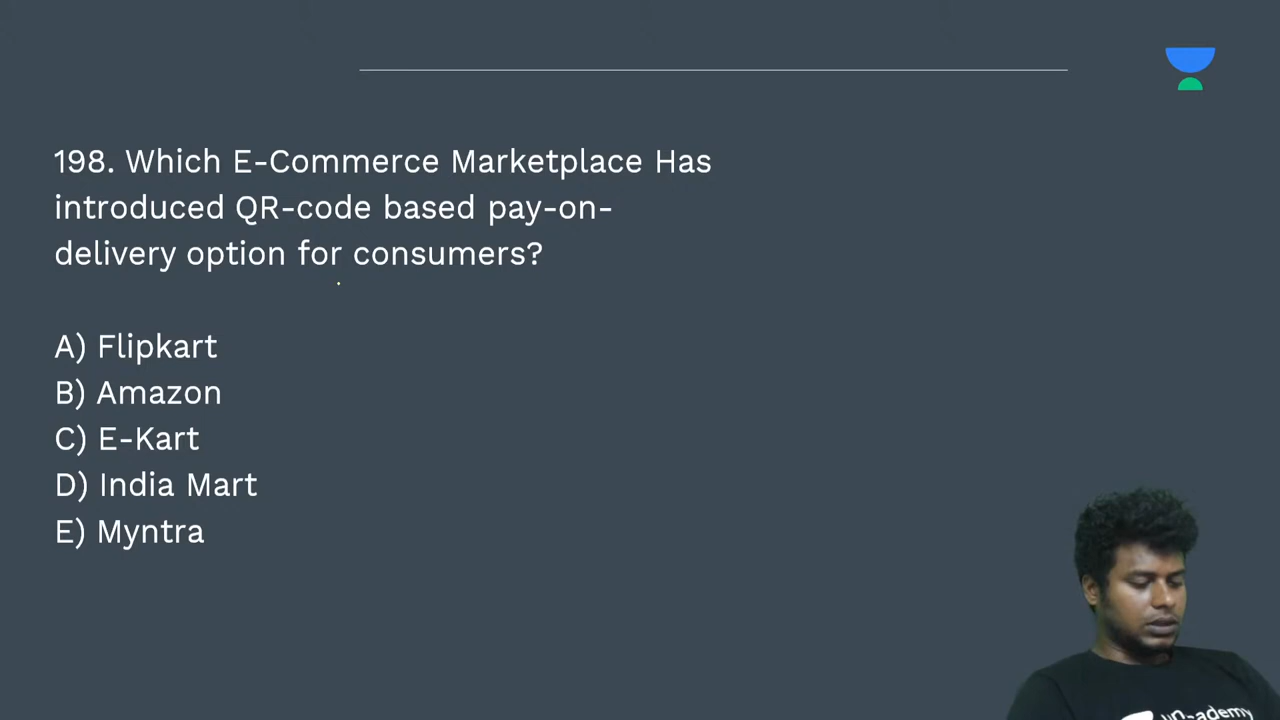 198. Which E-Commerce Marketplace Has
introduced QR-code based pay-on-
delivery option for consumers?
A) Flipkart
B) Amazon
C) E-Kart
D) India Mart
E) Myntra